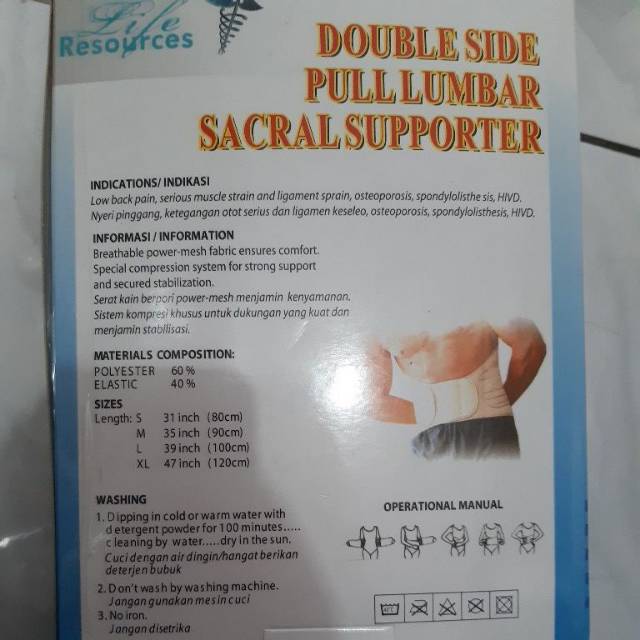 Life
Resources
DOUBLE SIDE
PULL LUMBAR
SACRAL SUPPORTER
INDICATIONS/ INDIKASI
Low back pain, serious muscle strain and ligament sprain, osteoporosis, spondylolisthe sis, HIVD.
Nyeri pinggang, ketegangan otot serius dan ligamen keseleo, osteoporosis, spondylolisthesis, HIVD.
INFORMASI / INFORMATION
Breathable power-mesh fabric ensures comfort.
Special compression system for strong support
and secured stabilization.
Serat kain berpori power-mesh menjamin kenyamanan.
Sistem kompresi khusus untuk dukungan yang kuat dan
menjamin stabilisasi.
MATERIALS COMPOSITION:
POLYESTER 60 %
ELASTIC 40 %
SIZES
Length: S 31 inch (80cm)
M 35 inch (90cm)
L 39 inch (100cm)
XL 47 inch (120cm)
WASHING
1. Dipping in cold or warm water with
detergent powder for 100 minutes.....
cleaning by water.....dry in the sun.
Cuci dengan air dingin/hangat berikan
deterjen bubuk
2. Don't wash by washing machine.
Jangan gunakan mesin cuci
3. No iron.
Jangan disetrika
OPERATIONAL MANUAL